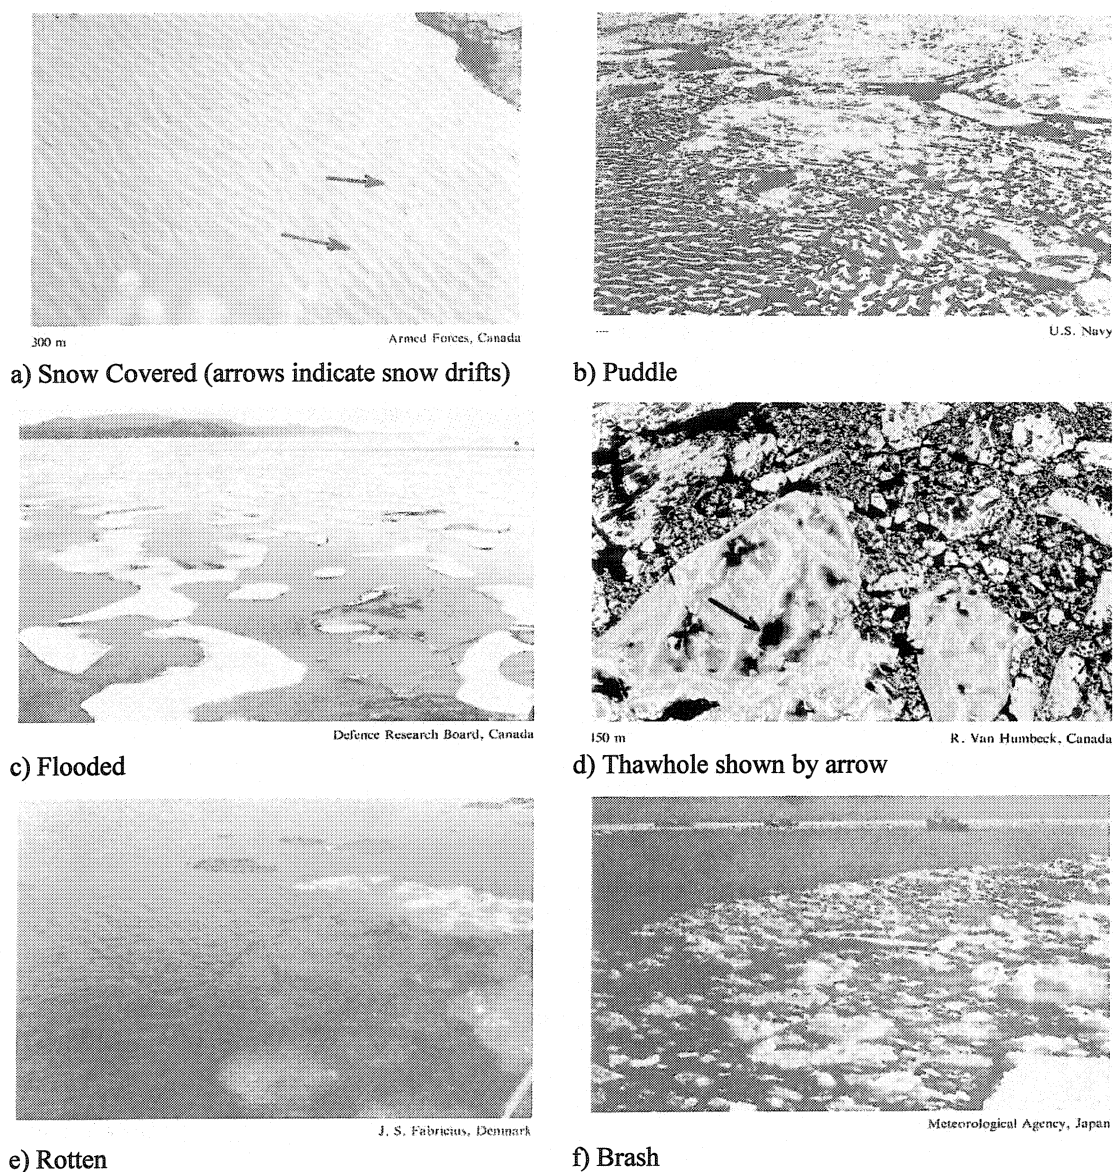 300 m
Armed Forces, Canada
a) Snow Covered (arrows indicate snow drifts)
U.S. Navy
b) Puddle
Defence Research Board, Canada
c) Flooded
150 m
R. Van Humbeck, Canada
d) Thawhole shown by arrow
J. S. Fabricius, Denmark
e) Rotten
Meteorological Agency, Japan
f) Brash